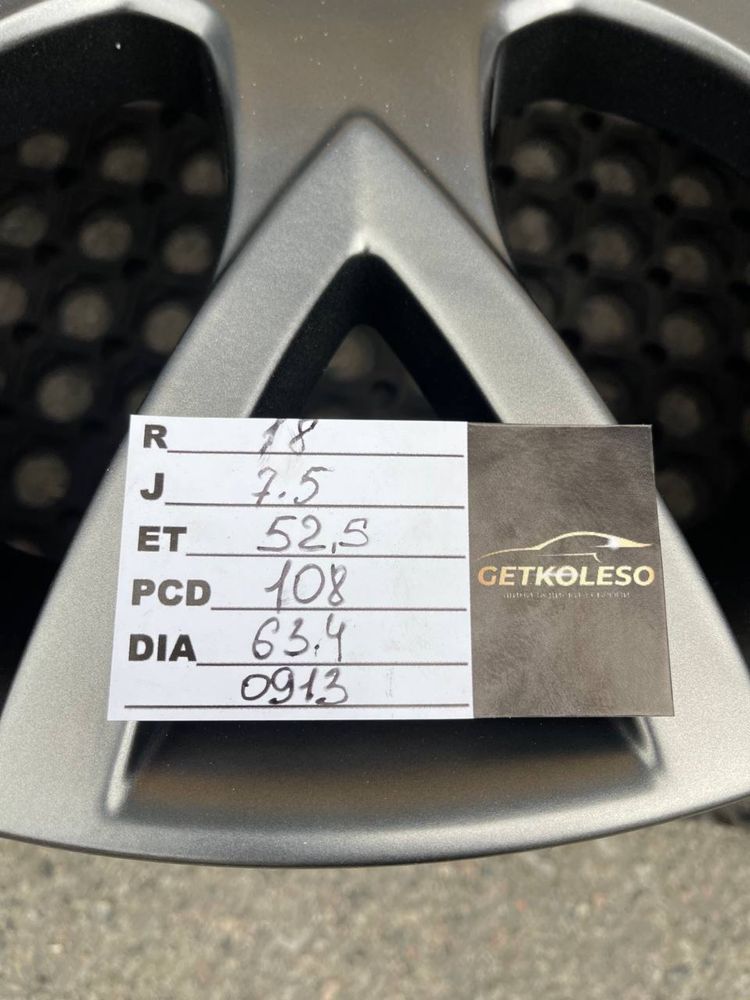 R 18
J 7.5
ET 52,5
PCD 108
DIA 63.4
0913
GETKOLESO